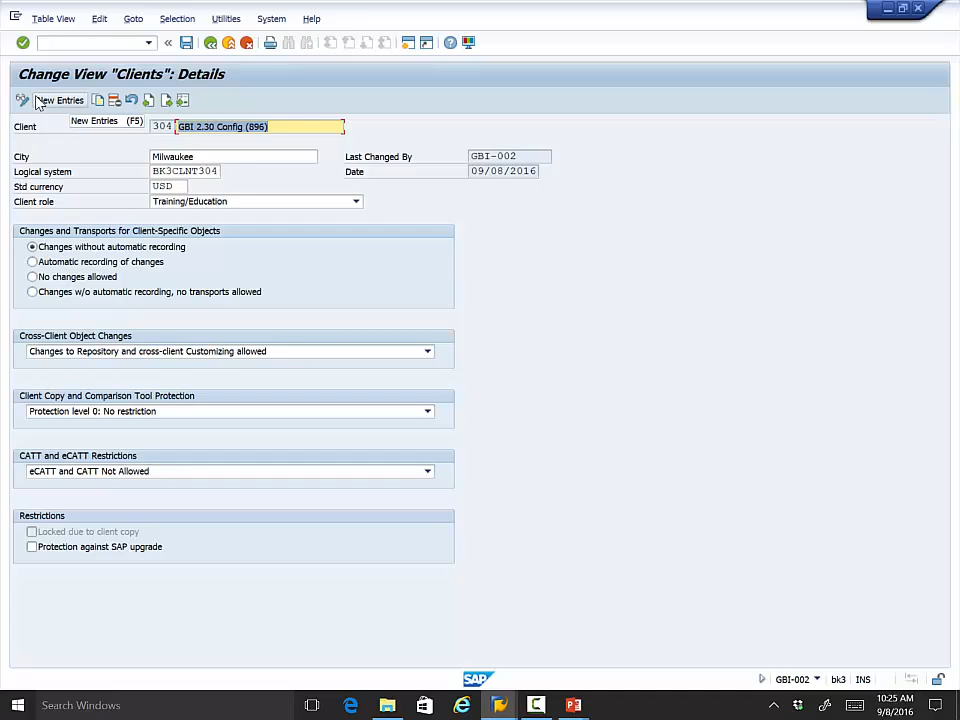 Table View Edit Goto Selection Utilities System Help
Change View "Clients": Details
New Entries
New Entries (F5)
Client 304 GBI 2.30 Config (896)
City Milwaukee Last Changed By GBI-002
Logical system BK3CLNT304 Date 09/08/2016
Std currency USD
Client role Training/Education
Changes and Transports for Client-Specific Objects
Changes without automatic recording
Automatic recording of changes
No changes allowed
Changes w/o automatic recording, no transports allowed
Cross-Client Object Changes
Changes to Repository and cross-client Customizing allowed
Client Copy and Comparison Tool Protection
Protection level 0: No restriction
CATT and eCATT Restrictions
eCATT and CATT Not Allowed
Restrictions
Locked due to client copy
Protection against SAP upgrade
SAP GBI-002 bk3 INS
Search Windows 10:25 AM
9/8/2016